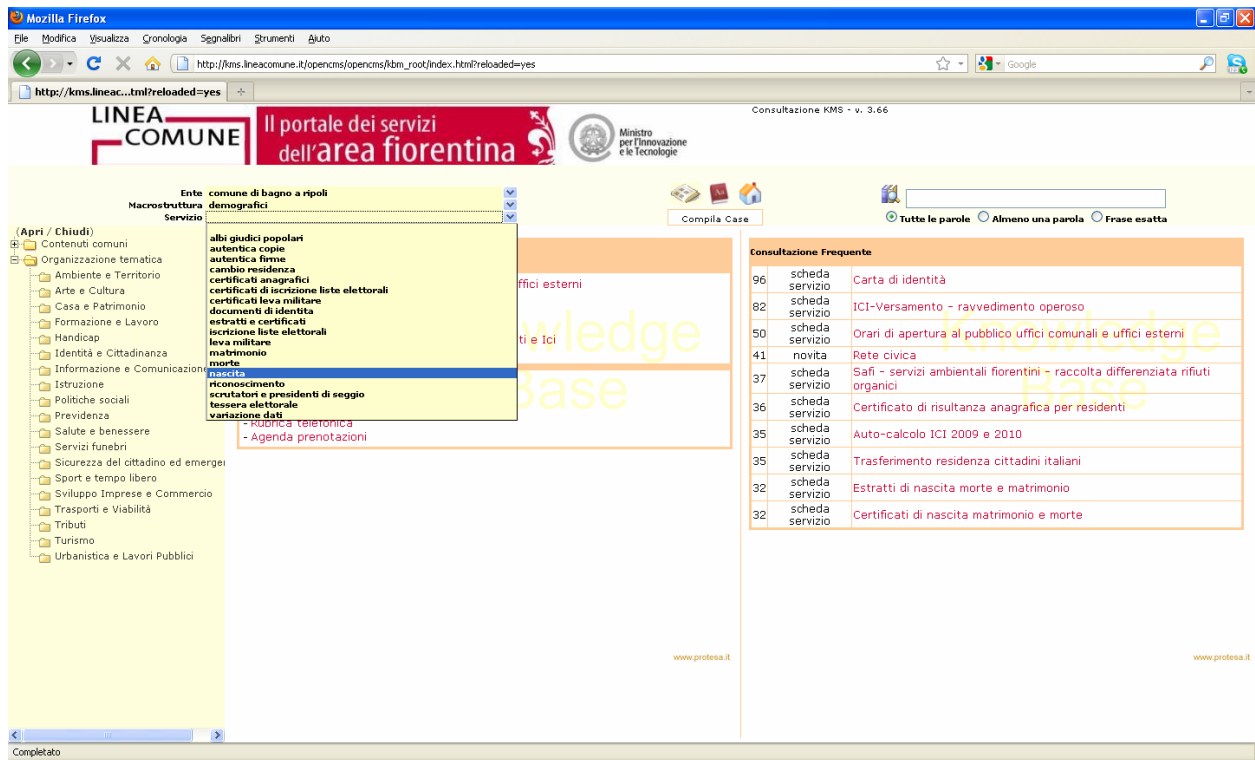 Mozilla Firefox
File Modifica Visualizza Cronologia Segnalibri Strumenti Aiuto
http://kms.lineacomune.it/opencms/opencms/kbm_root/index.html?reloaded=yes
Google
http://kms.lineac...tml?reloaded=yes
LINEA
COMUNE
Il portale dei servizi
dell'area fiorentina
Ministro
per l'Innovazione
e le Tecnologie
Consultazione KMS - v. 3.66
Ente comune di bagno a ripoli
Macrostruttura demografici
Servizio
Compila Case
Tutte le parole Almeno una parola Frase esatta
(Apri / Chiudi)
Contenuti comuni
Organizzazione tematica
Ambiente e Territorio
Arte e Cultura
Casa e Patrimonio
Formazione e Lavoro
Handicap
Identità e Cittadinanza
Informazione e Comunicazione
Istruzione
Politiche sociali
Previdenza
Salute e benessere
Servizi funebri
Sicurezza del cittadino ed emerger
Sport e tempo libero
Sviluppo Imprese e Commercio
Trasporti e Viabilità
Tributi
Turismo
Urbanistica e Lavori Pubblici
albi giudici popolari
autentica copie
autentica firme
cambio residenza
certificati anagrafici
certificati di iscrizione liste elettorali
certificati leva militare
documenti di identita
estratti e certificati
iscrizione liste elettorali
leva militare
matrimonio
morte
nascita
riconoscimento
scrutatori e presidenti di seggio
tessera elettorale
variazione dati
ffici esterni
ti e Ici
wledge
Base
- Rubrica telefonica
- Agenda prenotazioni
www.protesa.it
Consultazione Frequente
96 scheda servizio Carta di identità
82 scheda servizio ICI-Versamento - ravvedimento operoso
50 scheda servizio Orari di apertura al pubblico uffici comunali e uffici esterni
41 novita Rete civica
37 scheda servizio Safi - servizi ambientali fiorentini - raccolta differenziata rifiuti
organici
36 scheda servizio Certificato di risultanza anagrafica per residenti
35 scheda servizio Auto-calcolo ICI 2009 e 2010
35 scheda servizio Trasferimento residenza cittadini italiani
32 scheda servizio Estratti di nascita morte e matrimonio
32 scheda servizio Certificati di nascita matrimonio e morte
Knowledge
Base
www.protesa.it
Completato